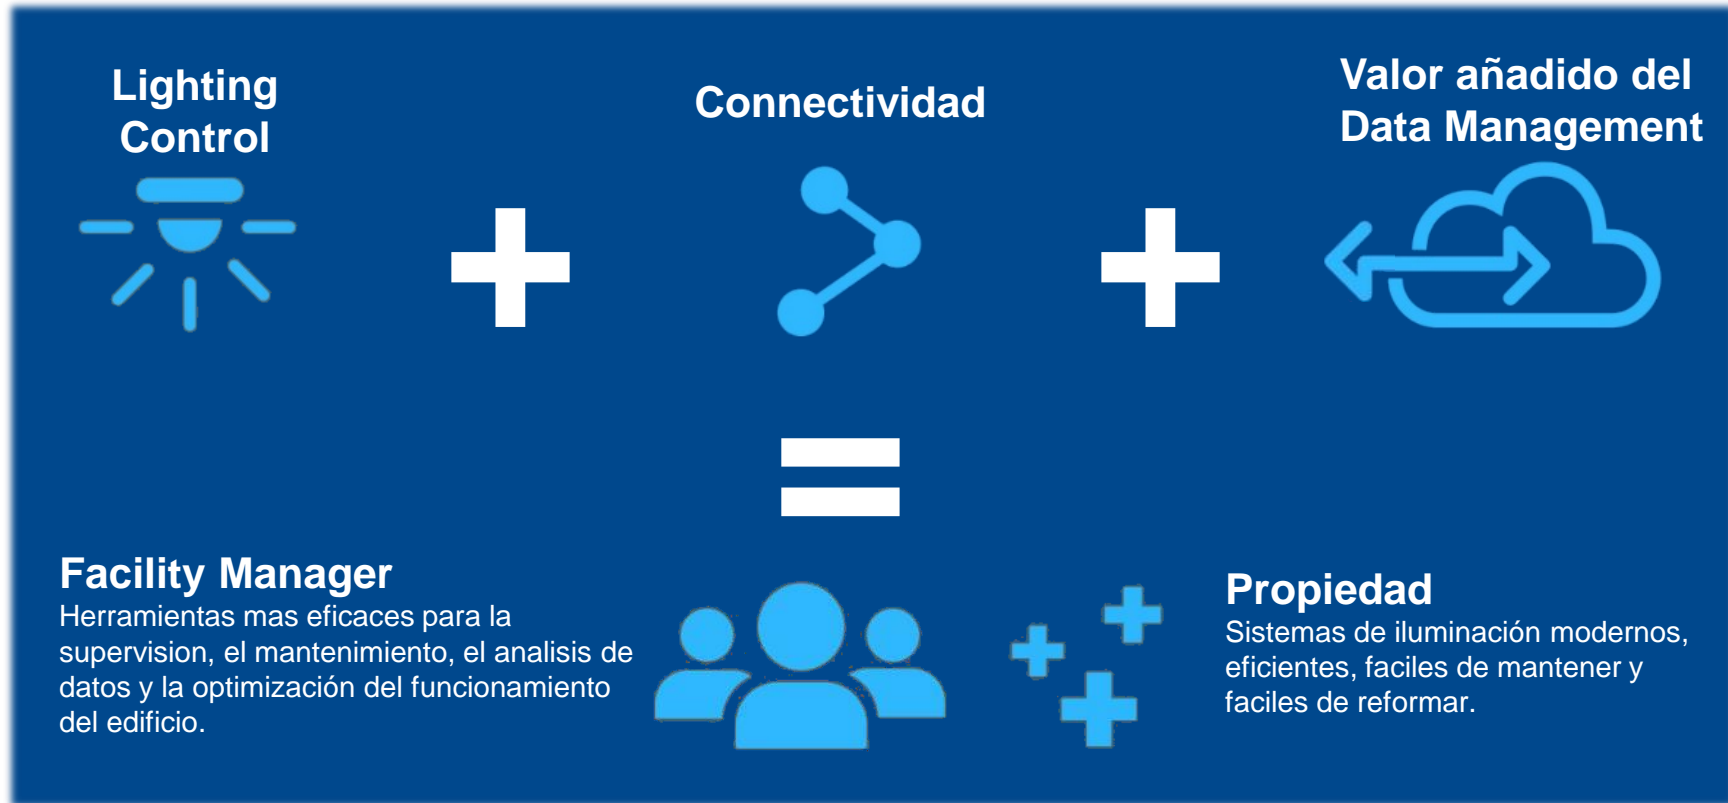 Lighting
Control
Connectividad
Valor añadido del
Data Management
Facility Manager
Herramientas mas eficaces para la
supervision, el mantenimiento, el analisis de
datos y la optimización del funcionamiento
del edificio.
Propiedad
Sistemas de iluminación modernos,
eficientes, faciles de mantener y
faciles de reformar.